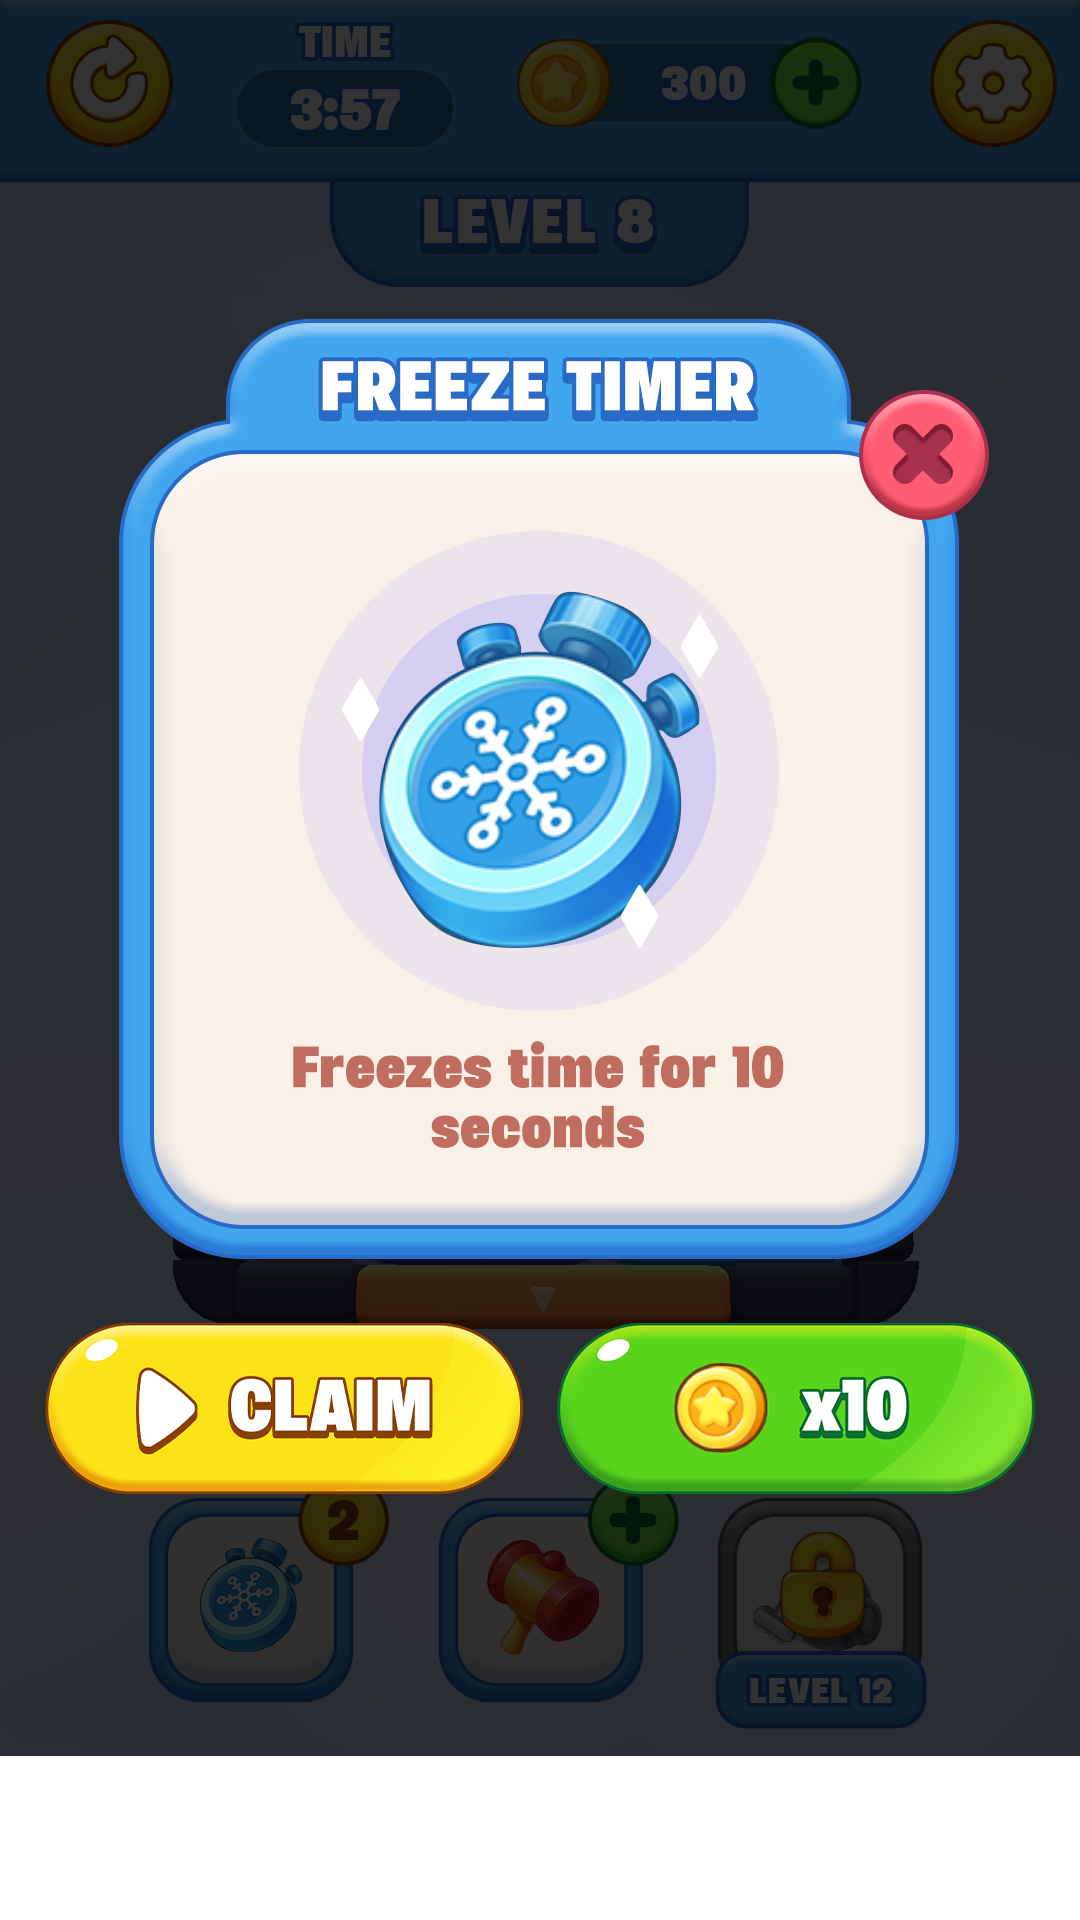 TIME
3:57
300
LEVEL 8
FREEZE TIMER
Freezes time for 10
seconds
CLAIM
x10
2
LEVEL 12